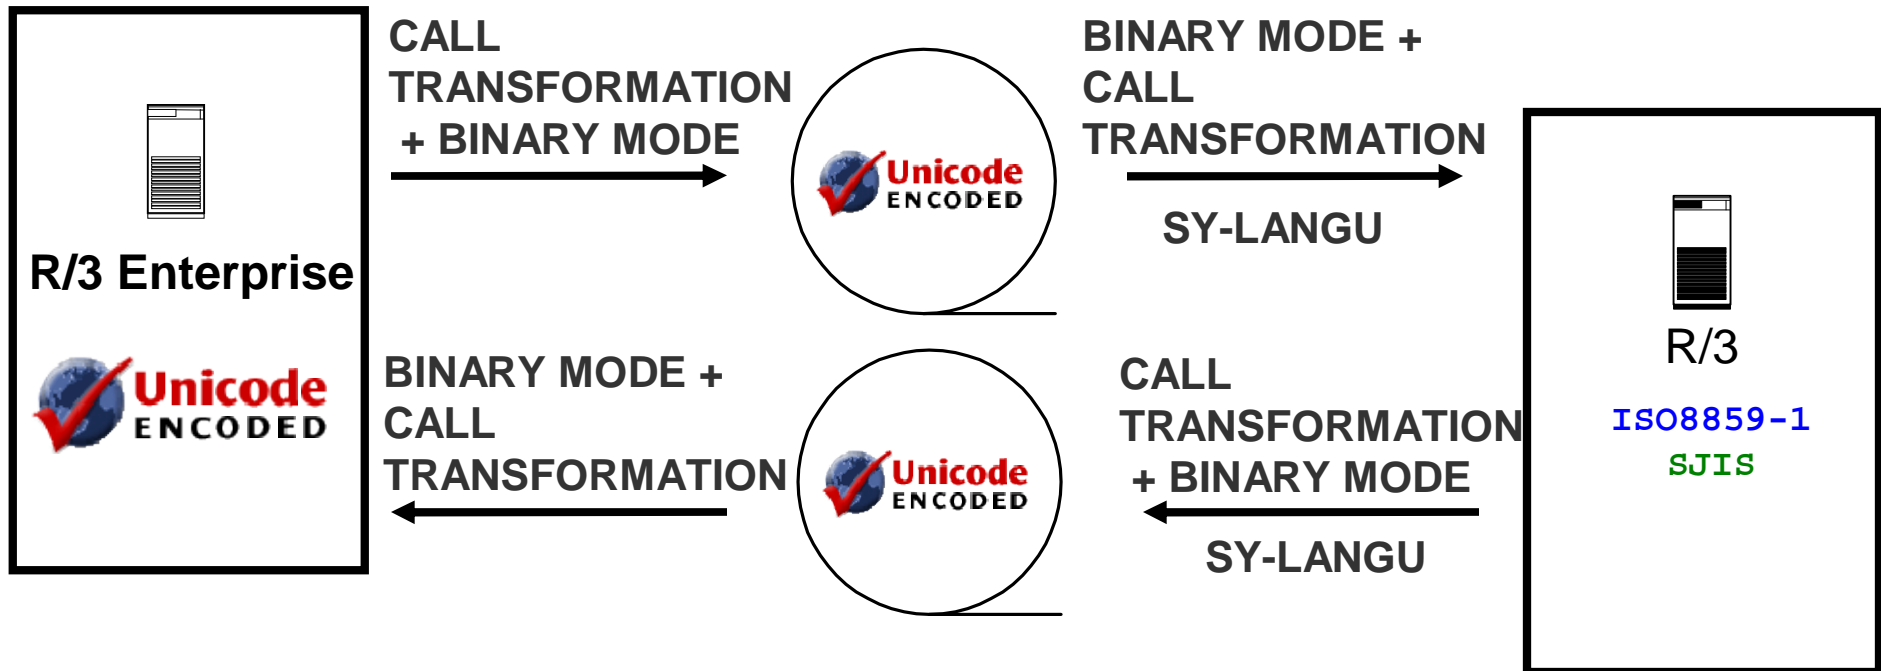 CALL
TRANSFORMATION
+ BINARY MODE
BINARY MODE +
CALL
TRANSFORMATION
SY-LANGU
Unicode
ENCODED
R/3 Enterprise
Unicode
ENCODED
BINARY MODE +
CALL
TRANSFORMATION
Unicode
ENCODED
CALL
TRANSFORMATION
+ BINARY MODE
SY-LANGU
R/3
ISO8859-1
SJIS